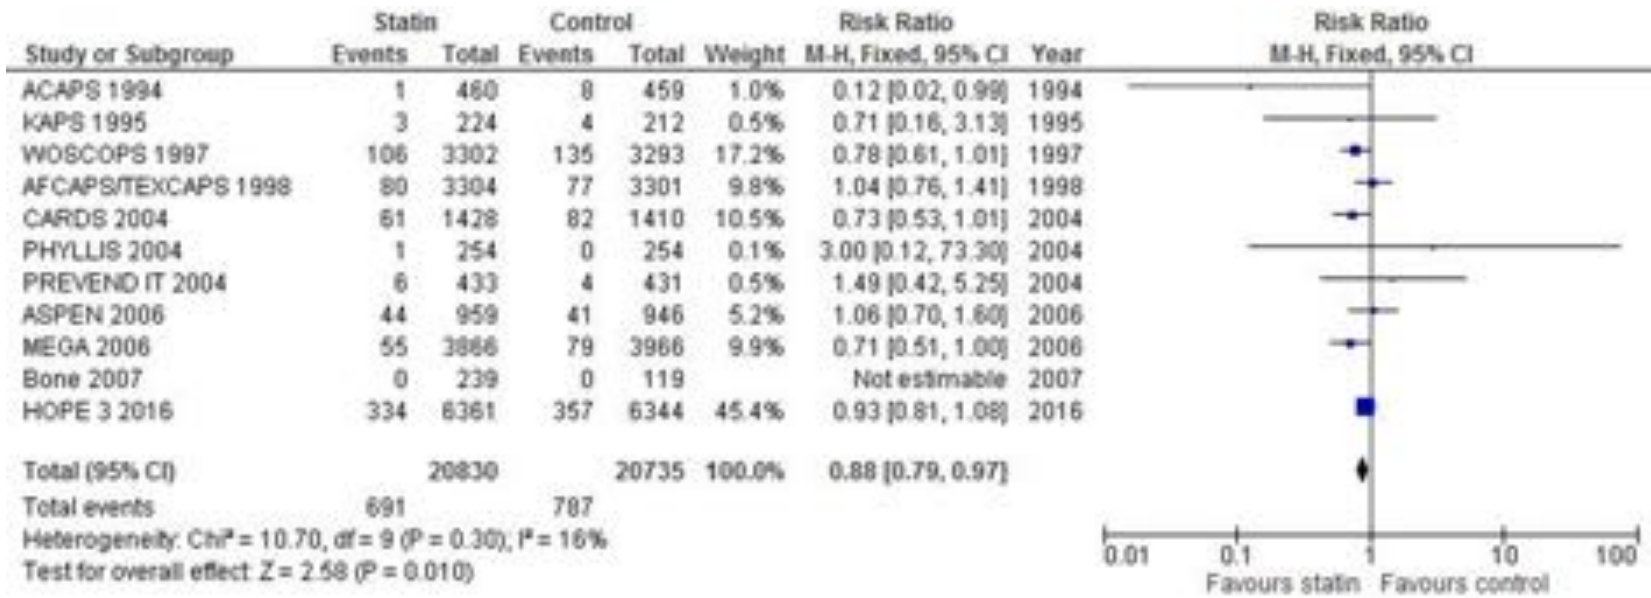 Statin Control Risk Ratio Risk Ratio
Study or Subgroup Events Total Events Total Weight M-H, Fixed, 95% CI Year M-H, Fixed, 95% CI
ACAPS 1994 1 460 8 459 1.0% 0.12 [0.02, 0.99] 1994
KAPS 1995 3 224 4 212 0.5% 0.71 [0.16, 3.13] 1995
WOSCOPS 1997 106 3302 135 3293 17.2% 0.78 [0.61, 1.01] 1997
AFCAPS/TEXCAPS 1998 80 3304 77 3301 9.8% 1.04 [0.76, 1.41] 1998
CARDS 2004 61 1428 82 1410 10.5% 0.73 [0.53, 1.01] 2004
PHYLLIS 2004 1 254 0 254 0.1% 3.00 [0.12, 73.30] 2004
PREVEND IT 2004 6 433 4 431 0.5% 1.49 [0.42, 5.25] 2004
ASPEN 2006 44 959 41 946 5.2% 1.06 [0.70, 1.60] 2006
MEGA 2006 55 3866 79 3966 9.9% 0.71 [0.51, 1.00] 2006
Bone 2007 0 239 0 119 Not estimable 2007
HOPE 3 2016 334 6361 357 6344 45.4% 0.93 [0.81, 1.08] 2016
Total (95% CI) 20830 20735 100.0% 0.88 [0.79, 0.97]
Total events 691 787
Heterogeneity: Chi² = 10.70, df = 9 (P = 0.30); I² = 16%
Test for overall effect: Z = 2.58 (P = 0.010)
0.01 0.1 1 10 100
Favours statin Favours control